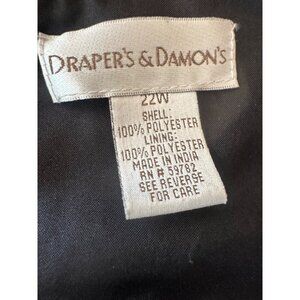 DRAPER'S & DAMON'S
22W
SHELL:
100% POLYESTER
LINING:
100% POLYESTER
MADE IN INDIA
RN # 59782
SEE REVERSE
FOR CARE